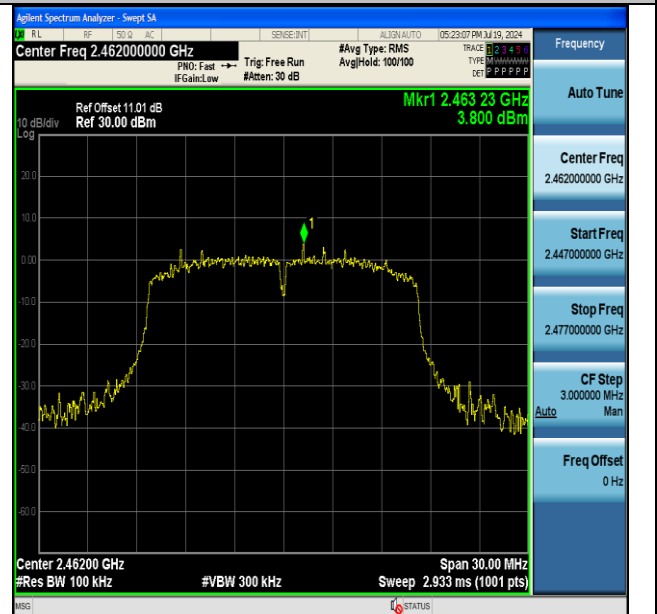 Agilent Spectrum Analyzer - Swept SA
RL RF 50 Ω AC SENSE:INT ALIGN AUTO 05:23:07 PM Jul 19, 2024
Center Freq 2.462000000 GHz
PNO: Fast
IFGain:Low
Trig: Free Run
#Atten: 30 dB
#Avg Type: RMS
Avg|Hold: 100/100
TRACE 1 2 3 4 5 6
TYPE MWWWWW
DET P P P P P P
Ref Offset 11.01 dB
Ref 30.00 dBm
10 dB/div
Log
Mkr1 2.463 23 GHz
3.800 dBm
20.0
10.0
0.00
-10.0
-20.0
-30.0
-40.0
-50.0
-60.0
1
Center 2.46200 GHz
#Res BW 100 kHz
#VBW 300 kHz
Span 30.00 MHz
Sweep 2.933 ms (1001 pts)
MSG
STATUS
Frequency
Auto Tune
Center Freq
2.462000000 GHz
Start Freq
2.447000000 GHz
Stop Freq
2.477000000 GHz
CF Step
3.000000 MHz
Auto Man
Freq Offset
0 Hz